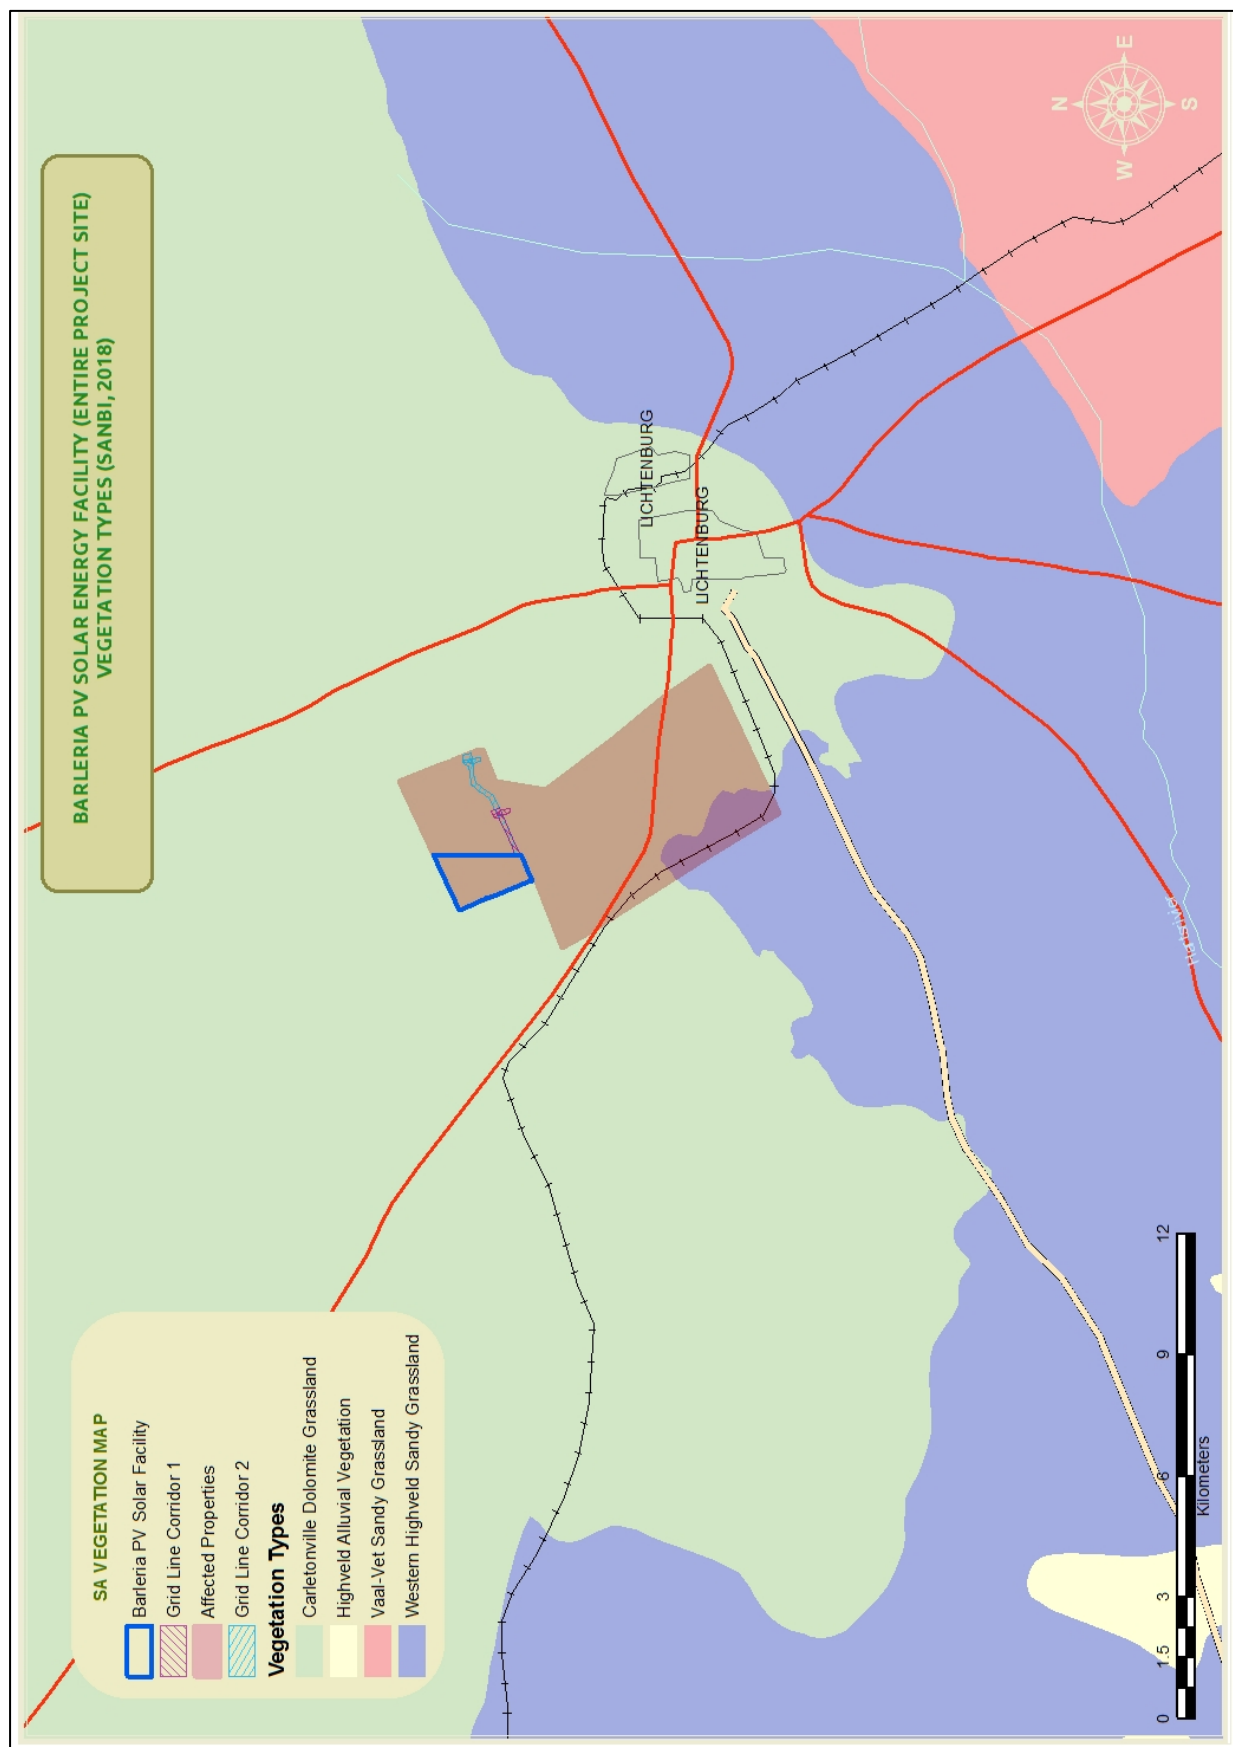 BARLERIA PV SOLAR ENERGY FACILITY (ENTIRE PROJECT SITE)
VEGETATION TYPES (SANBI, 2018)
N
E
S
W
LICHTENBURG
LICHTENBURG
SA VEGETATION MAP
Barleria PV Solar Facility
Grid Line Corridor 1
Affected Properties
Grid Line Corridor 2
Vegetation Types
Carletonville Dolomite Grassland
Highveld Alluvial Vegetation
Vaal-Vet Sandy Grassland
Western Highveld Sandy Grassland
0 1.5 3 6 9 12
Kilometers